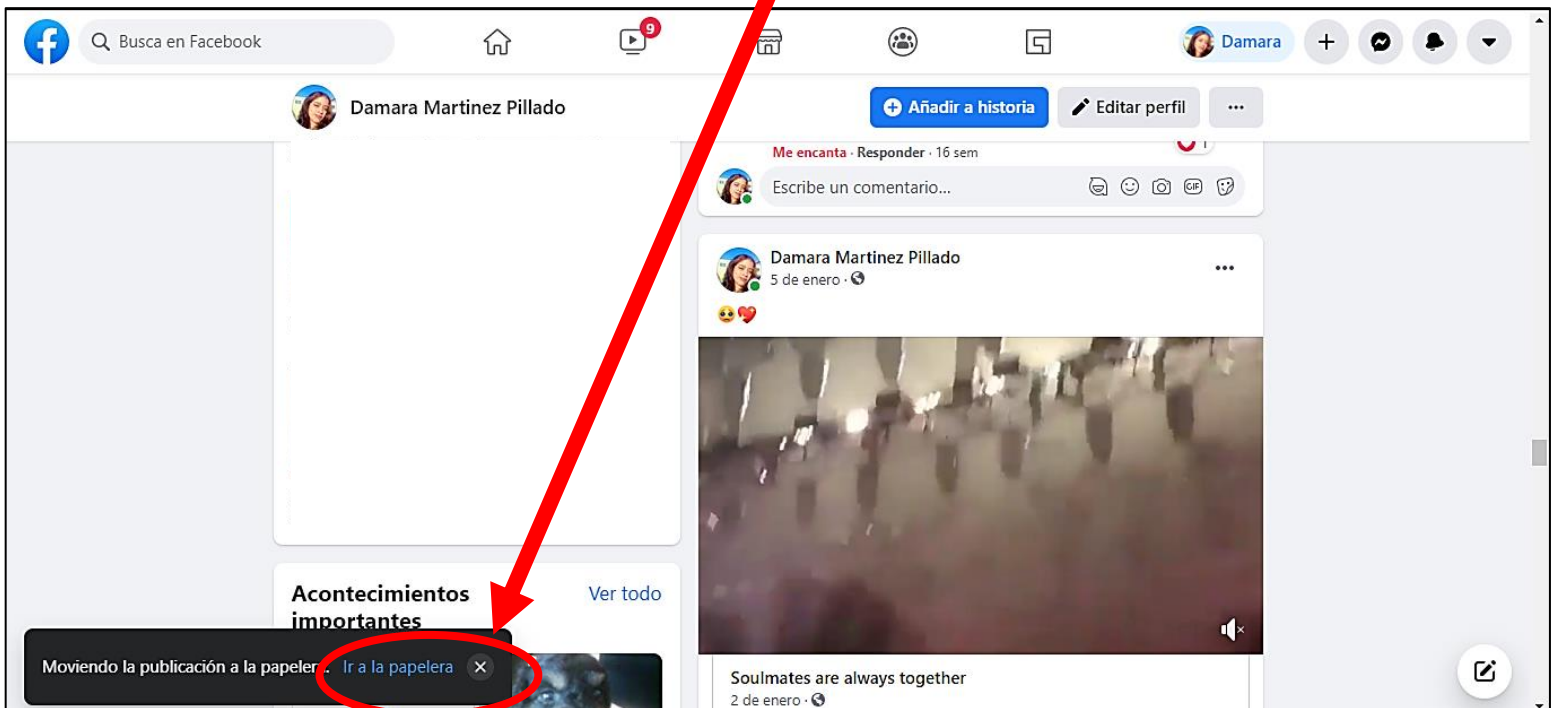 Busca en Facebook
9
Damara
Damara Martinez Pillado
Añadir a historia
Editar perfil
Me encanta · Responder · 16 sem
1
Escribe un comentario...
GIF
Damara Martinez Pillado
5 de enero ·
Acontecimientos importantes
Ver todo
Moviendo la publicación a la papelera. Ir a la papelera
Soulmates are always together
2 de enero ·